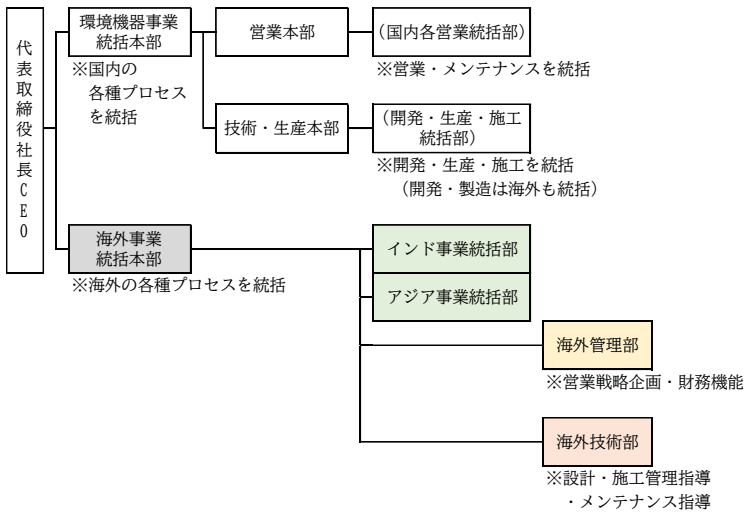 代表取締役社長CEO
環境機器事業
統括本部
※国内の
各種プロセス
を統括
営業本部
（国内各営業統括部）
※営業・メンテナンスを統括
技術・生産本部
（開発・生産・施工
統括部）
※開発・生産・施工を統括
（開発・製造は海外も統括）
海外事業
統括本部
※海外の各種プロセスを統括
インド事業統括部
アジア事業統括部
海外管理部
※営業戦略企画・財務機能
海外技術部
※設計・施工管理指導
・メンテナンス指導